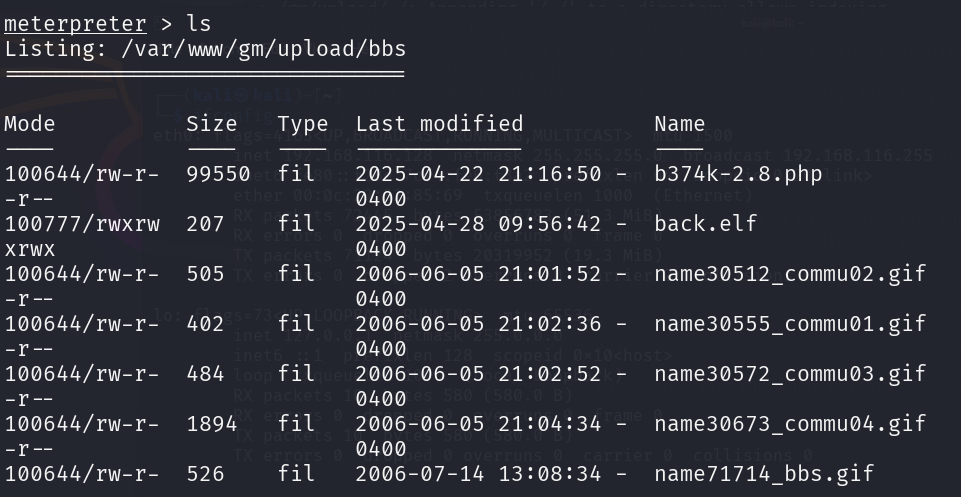 meterpreter > ls
Listing: /var/www/gm/upload/bbs
Mode Size Type Last modified Name
100644/rw-r- 99550 fil 2025-04-22 21:16:50 - b374k-2.8.php
-r-- 0400
100777/rwxrw 207 fil 2025-04-28 09:56:42 - back.elf
xrwx 0400
100644/rw-r- 505 fil 2006-06-05 21:01:52 - name30512_commu02.gif
-r-- 0400
100644/rw-r- 402 fil 2006-06-05 21:02:36 - name30555_commu01.gif
-r-- 0400
100644/rw-r- 484 fil 2006-06-05 21:02:52 - name30572_commu03.gif
-r-- 0400
100644/rw-r- 1894 fil 2006-06-05 21:04:34 - name30673_commu04.gif
-r-- 0400
100644/rw-r- 526 fil 2006-07-14 13:08:34 - name71714_bbs.gif